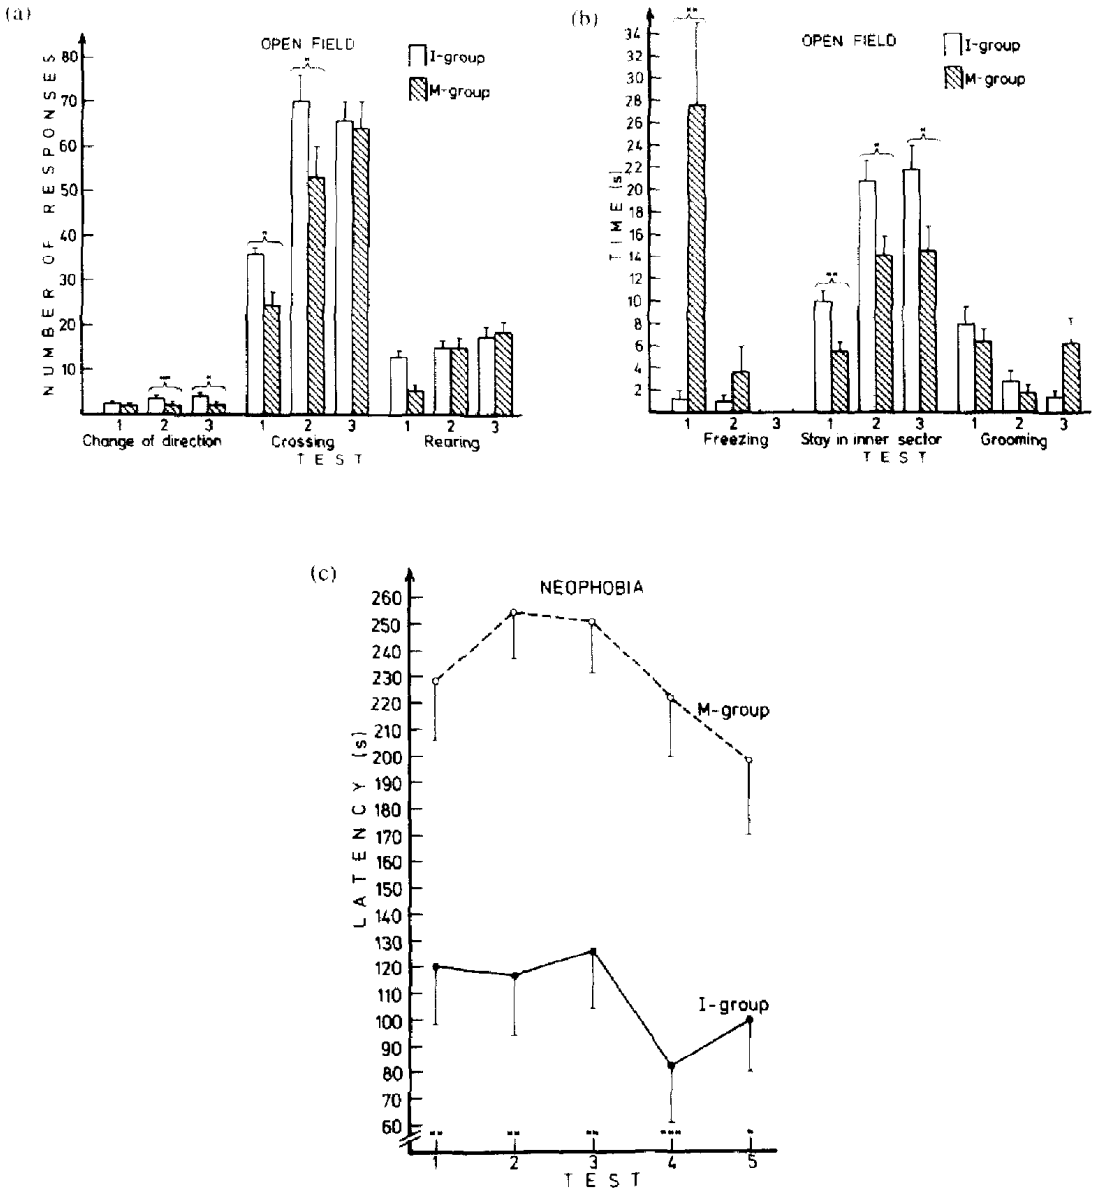 (a)
OPEN FIELD
I-group
M-group
NUMBER OF RESPONSES
80
70
60
50
40
30
20
10
*
*
***
*
1 2 3 1 2 3 1 2 3
Change of direction Crossing Rearing
TEST
(b)
OPEN FIELD
I-group
M-group
TIME (s)
34
32
30
28
26
24
22
20
18
16
14
12
10
8
6
4
2
**
*
*
**
1 2 3 1 2 3 1 2 3
Freezing Stay in inner sector Grooming
TEST
(c)
NEOPHOBIA
LATENCY (s)
260
250
240
230
220
210
200
190
180
170
160
150
140
130
120
110
100
90
80
70
60
M-group
I-group
** ** ** *** *
1 2 3 4 5
TEST